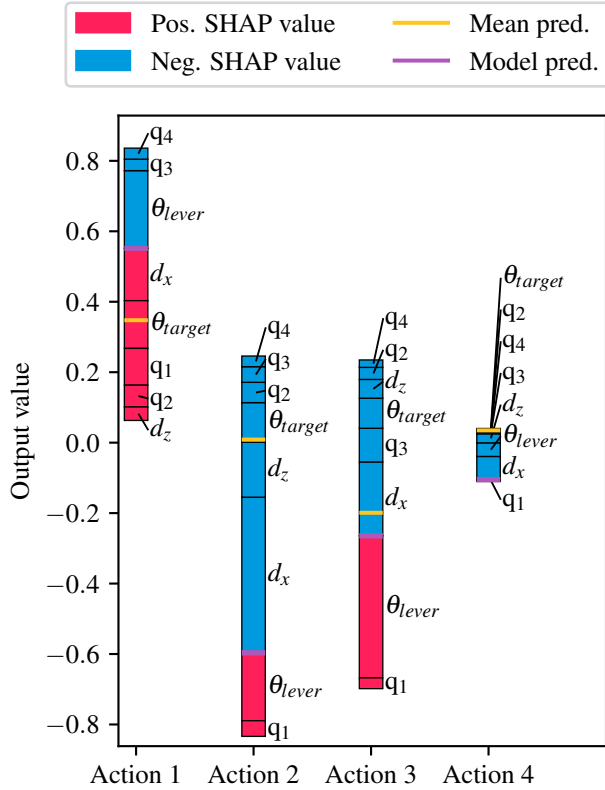 Pos. SHAP value
Neg. SHAP value
Mean pred.
Model pred.
Output value
0.8
0.6
0.4
0.2
0.0
−0.2
−0.4
−0.6
−0.8
q4
q3
θlever
dx
θtarget
q1
q2
dz
q4
q3
q2
θtarget
dz
dx
θlever
q1
q4
q2
dz
θtarget
q3
dx
θlever
q1
θtarget
q2
q4
q3
dz
θlever
dx
q1
Action 1
Action 2
Action 3
Action 4